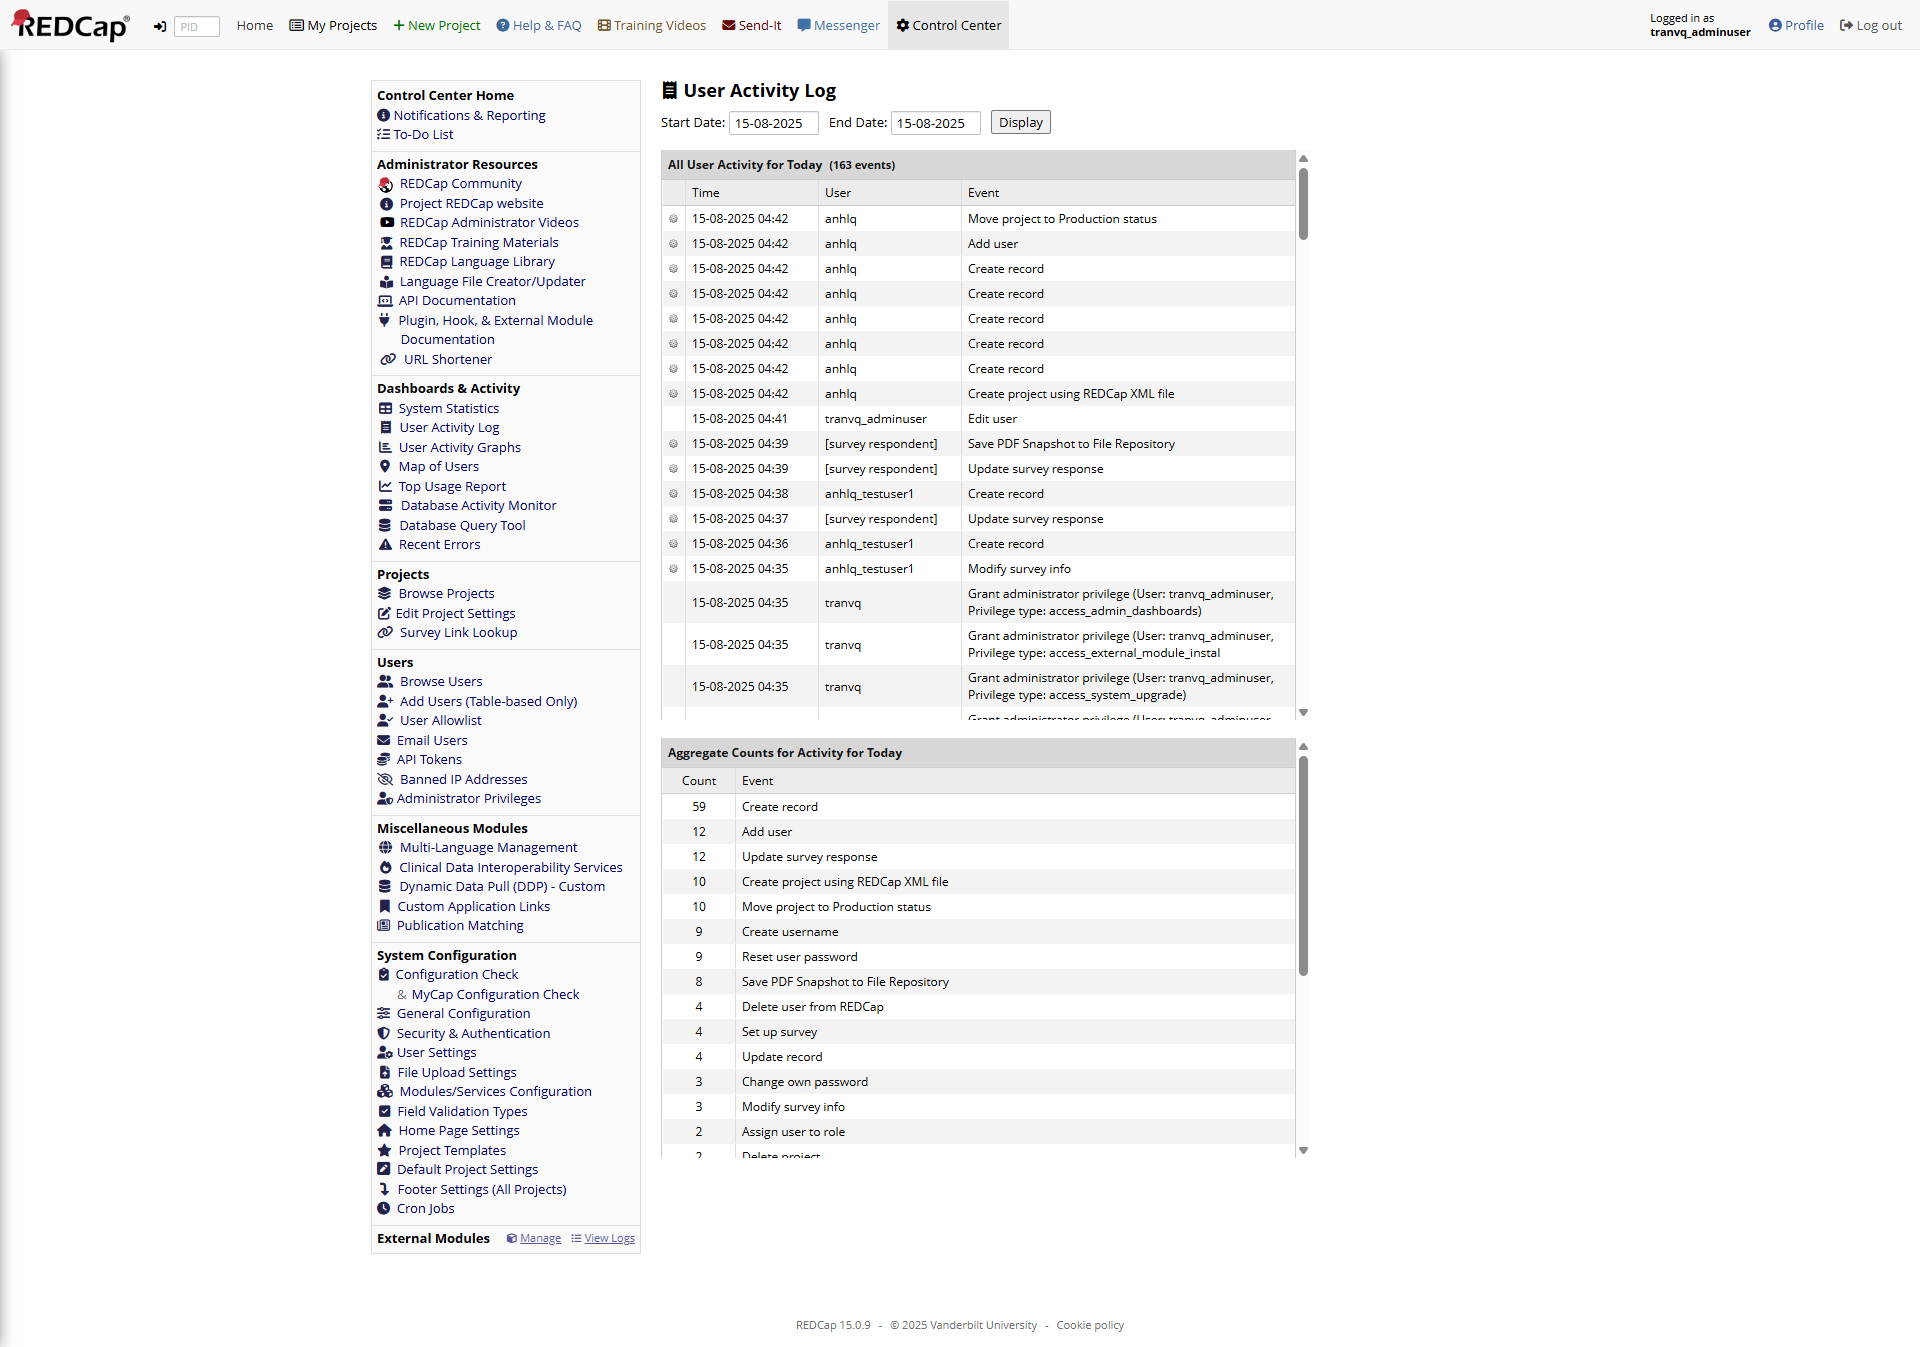 REDCap®
PID
Home
My Projects
New Project
Help & FAQ
Training Videos
Send-It
Messenger
Control Center
Logged in as
tranvq_adminuser
Profile
Log out
Control Center Home
Notifications & Reporting
To-Do List
Administrator Resources
REDCap Community
Project REDCap website
REDCap Administrator Videos
REDCap Training Materials
REDCap Language Library
Language File Creator/Updater
API Documentation
Plugin, Hook, & External Module
Documentation
URL Shortener
Dashboards & Activity
System Statistics
User Activity Log
User Activity Graphs
Map of Users
Top Usage Report
Database Activity Monitor
Database Query Tool
Recent Errors
Projects
Browse Projects
Edit Project Settings
Survey Link Lookup
Users
Browse Users
Add Users (Table-based Only)
User Allowlist
Email Users
API Tokens
Banned IP Addresses
Administrator Privileges
Miscellaneous Modules
Multi-Language Management
Clinical Data Interoperability Services
Dynamic Data Pull (DDP) - Custom
Custom Application Links
Publication Matching
System Configuration
Configuration Check
& MyCap Configuration Check
General Configuration
Security & Authentication
User Settings
File Upload Settings
Modules/Services Configuration
Field Validation Types
Home Page Settings
Project Templates
Default Project Settings
Footer Settings (All Projects)
Cron Jobs
External Modules Manage View Logs
User Activity Log
Start Date: 15-08-2025 End Date: 15-08-2025 Display
All User Activity for Today (163 events)
Time User Event
15-08-2025 04:42 anhlq Move project to Production status
15-08-2025 04:42 anhlq Add user
15-08-2025 04:42 anhlq Create record
15-08-2025 04:42 anhlq Create record
15-08-2025 04:42 anhlq Create record
15-08-2025 04:42 anhlq Create record
15-08-2025 04:42 anhlq Create record
15-08-2025 04:42 anhlq Create project using REDCap XML file
15-08-2025 04:41 tranvq_adminuser Edit user
15-08-2025 04:39 [survey respondent] Save PDF Snapshot to File Repository
15-08-2025 04:39 [survey respondent] Update survey response
15-08-2025 04:38 anhlq_testuser1 Create record
15-08-2025 04:37 [survey respondent] Update survey response
15-08-2025 04:36 anhlq_testuser1 Create record
15-08-2025 04:35 anhlq_testuser1 Modify survey info
15-08-2025 04:35 tranvq Grant administrator privilege (User: tranvq_adminuser,
Privilege type: access_admin_dashboards)
15-08-2025 04:35 tranvq Grant administrator privilege (User: tranvq_adminuser,
Privilege type: access_external_module_instal
15-08-2025 04:35 tranvq Grant administrator privilege (User: tranvq_adminuser,
Privilege type: access_system_upgrade)
Grant administrator privilege (User: tranvq_adminuser,
Aggregate Counts for Activity for Today
Count Event
59 Create record
12 Add user
12 Update survey response
10 Create project using REDCap XML file
10 Move project to Production status
9 Create username
9 Reset user password
8 Save PDF Snapshot to File Repository
4 Delete user from REDCap
4 Set up survey
4 Update record
3 Change own password
3 Modify survey info
2 Assign user to role
2 Delete project
REDCap 15.0.9 - © 2025 Vanderbilt University - Cookie policy